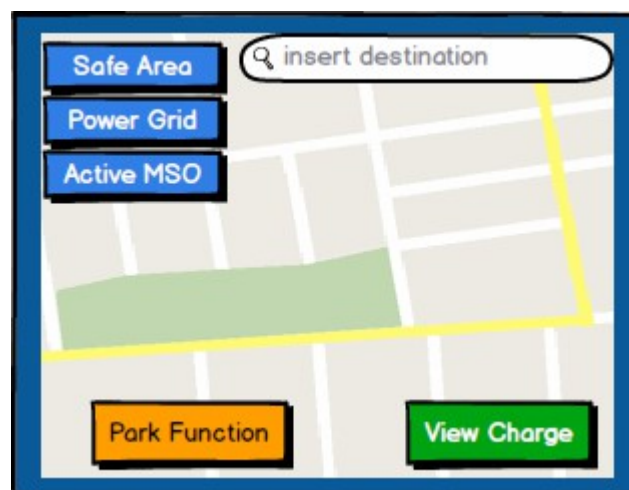 Safe Area
insert destination
Power Grid
Active MSO
Park Function
View Charge